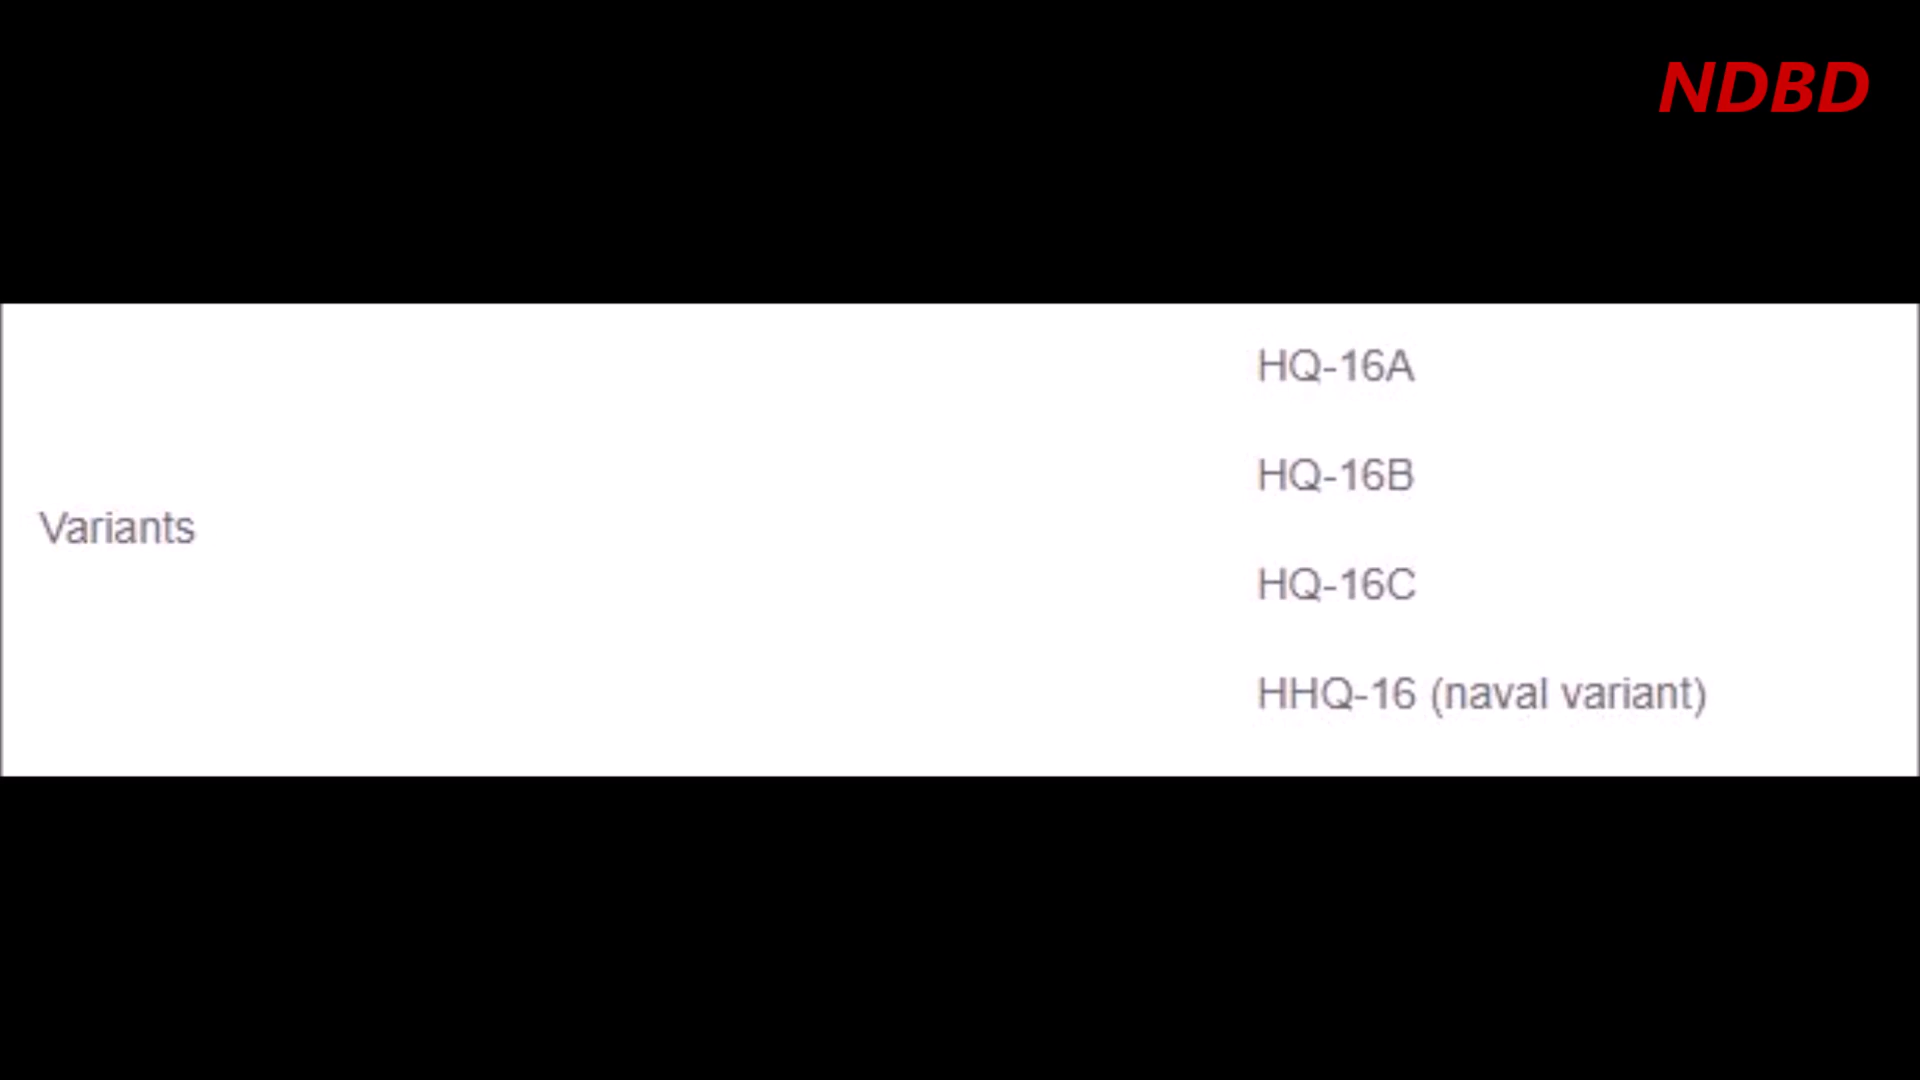 NDBD
HQ-16A
HQ-16B
Variants
HQ-16C
HHQ-16 (naval variant)